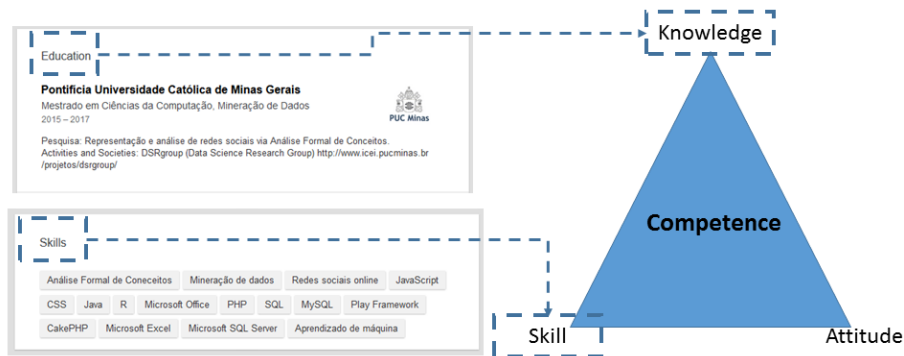 Education
Pontifícia Universidade Católica de Minas Gerais
Mestrado em Ciências da Computação, Mineração de Dados
2015 – 2017
PUC Minas
Pesquisa: Representação e análise de redes sociais via Análise Formal de Conceitos.
Activities and Societies: DSRgroup (Data Science Research Group) http://www.icei.pucminas.br
/projetos/dsrgroup/
Skills
Análise Formal de Coneceitos Mineração de dados Redes sociais online JavaScript
CSS Java R Microsoft Office PHP SQL MySQL Play Framework
CakePHP Microsoft Excel Microsoft SQL Server Aprendizado de máquina
Knowledge
Competence
Skill
Attitude